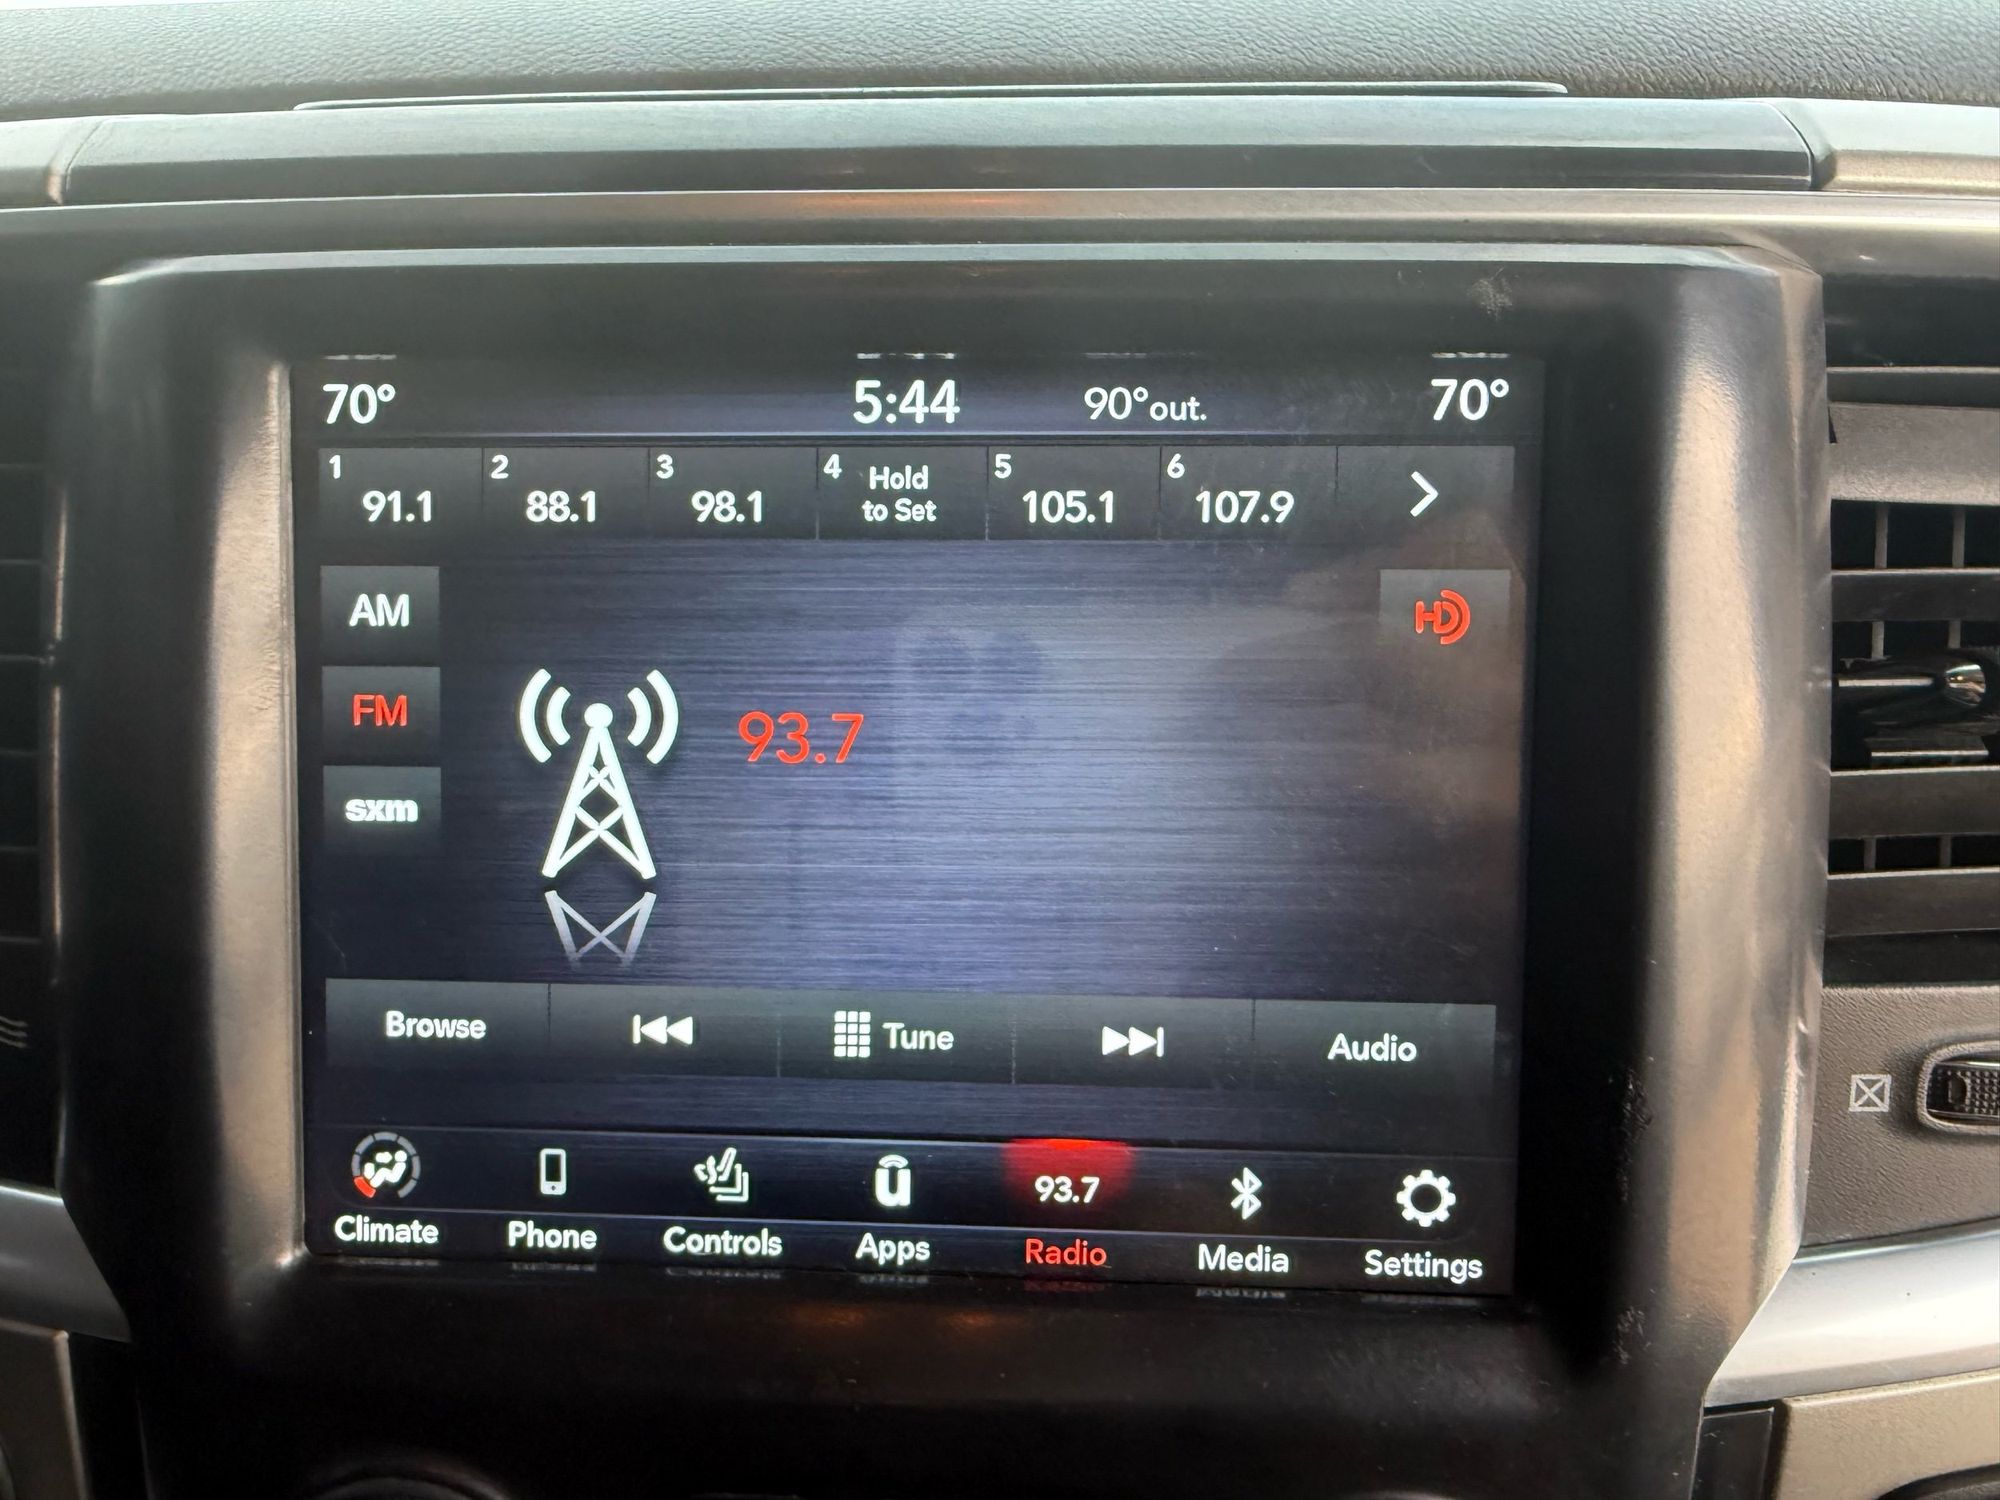 70° 5:44 90°out. 70°
1 2 3 4 Hold 5 6
91.1 88.1 98.1 to Set 105.1 107.9
AM
HD
FM
93.7
sxm
Browse Tune Audio
u 93.7
Climate Phone Controls Apps Radio Media Settings